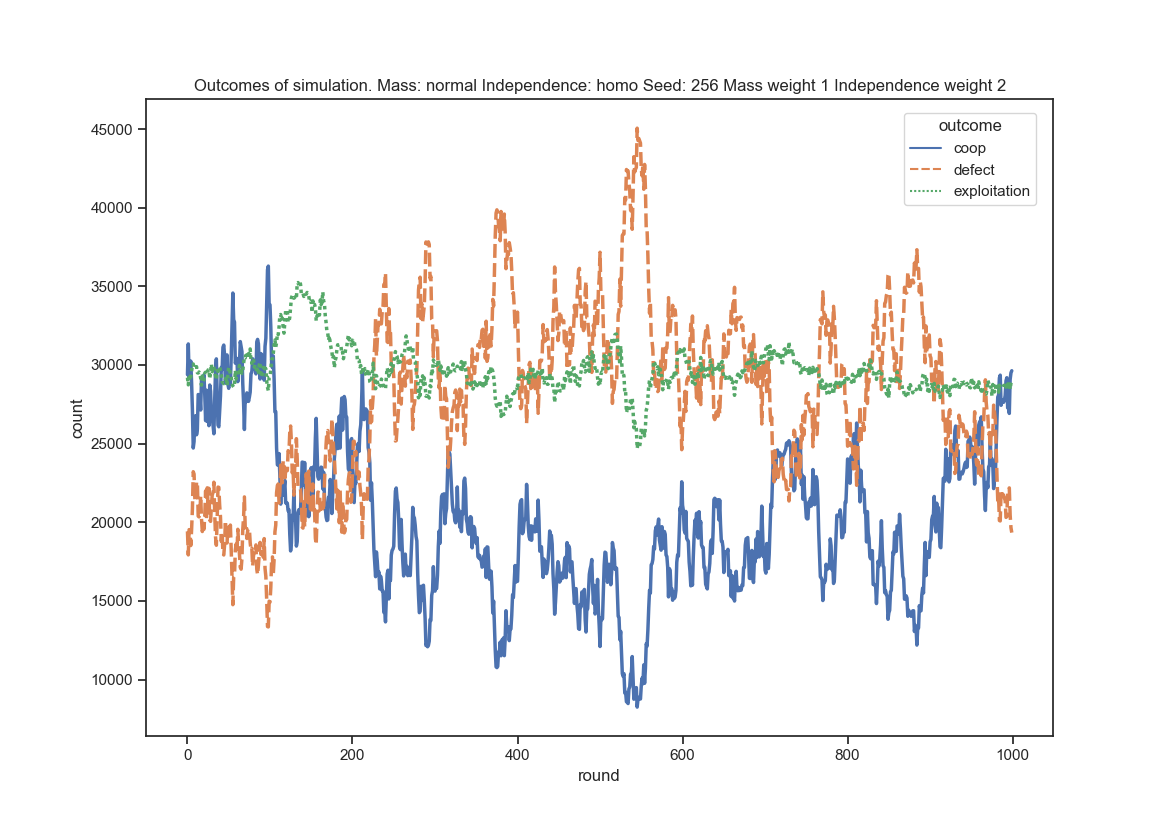 Outcomes of simulation. Mass: normal Independence: homo Seed: 256 Mass weight 1 Independence weight 2
outcome
coop
defect
exploitation
45000
40000
35000
30000
25000
20000
15000
10000
count
0 200 400 600 800 1000
round